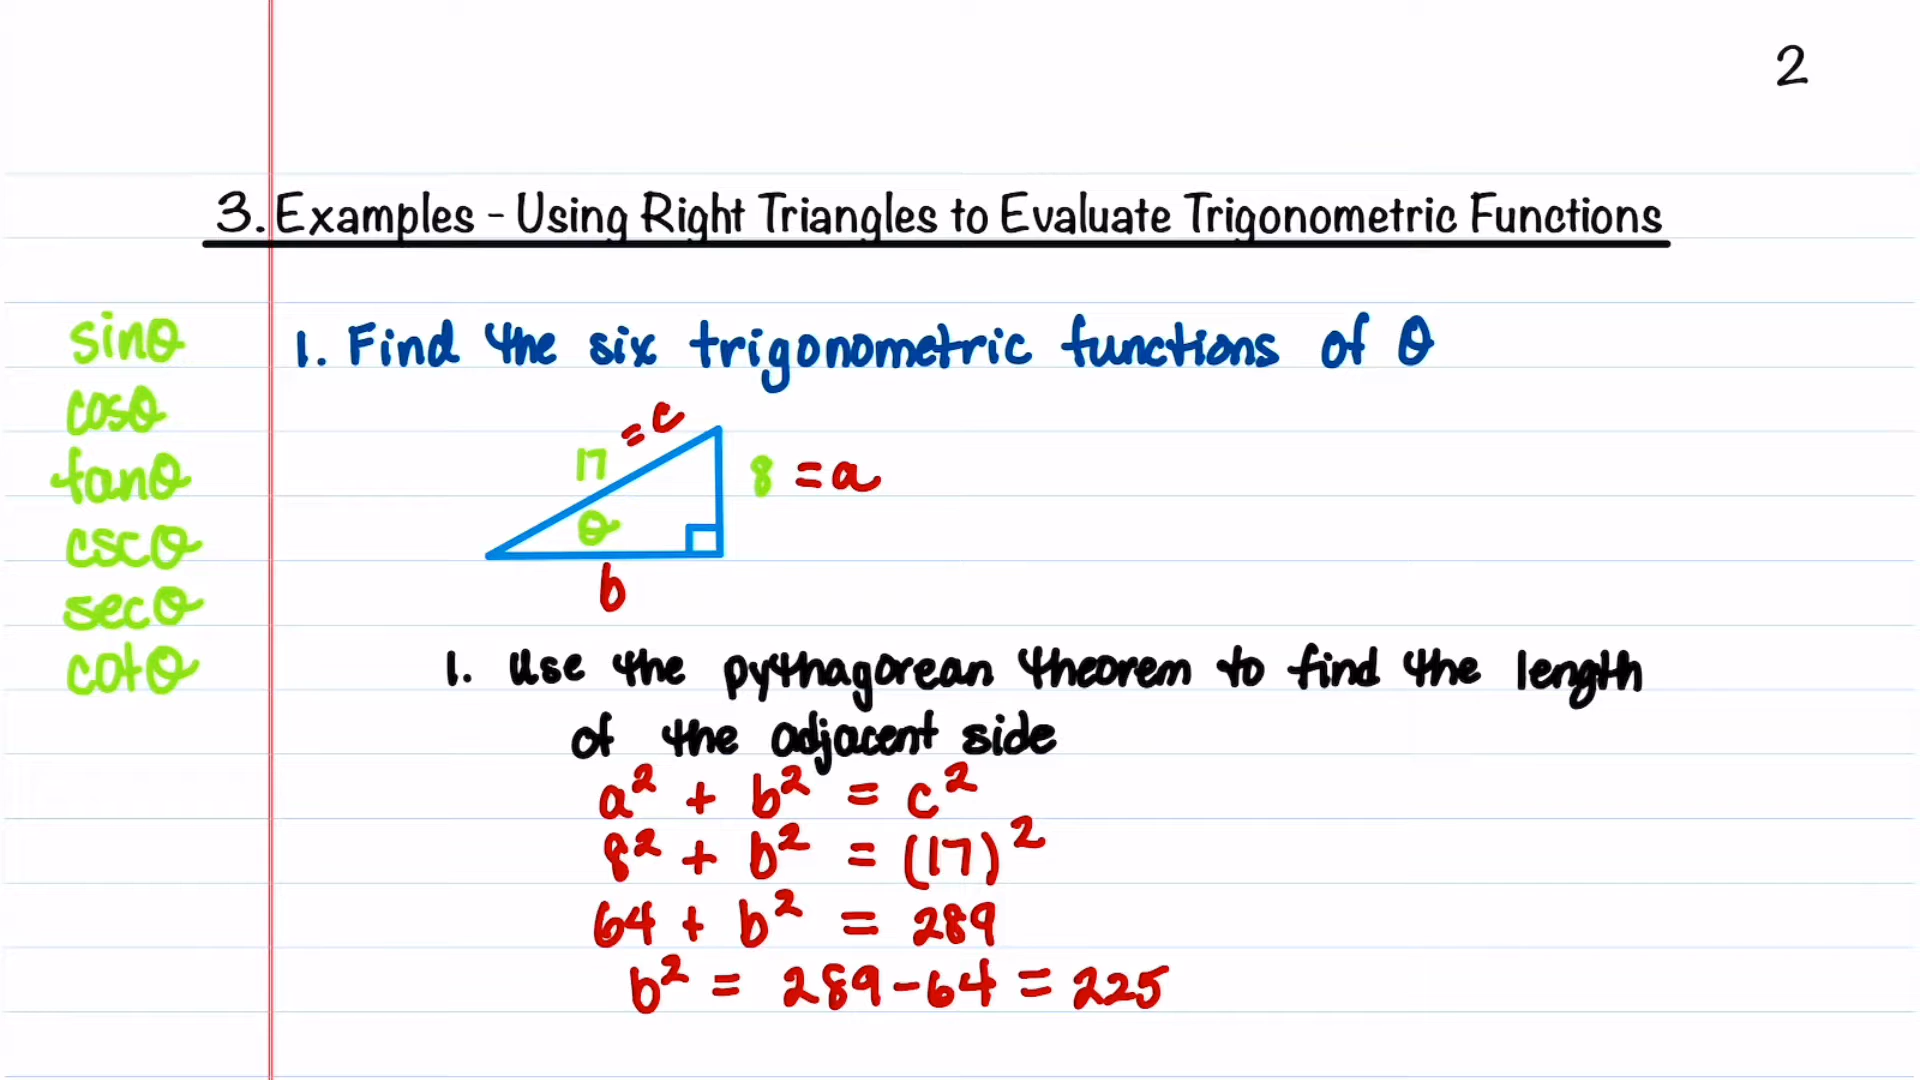 2
3. Examples - Using Right Triangles to Evaluate Trigonometric Functions
sinθ
cosθ
tanθ
cscθ
secθ
cotθ
1. Find the six trigonometric functions of θ
17 = c
8 = a
θ
b
1. Use the pythagorean theorem to find the length
of the adjacent side
a² + b² = c²
8² + b² = (17)²
64 + b² = 289
b² = 289-64 = 225